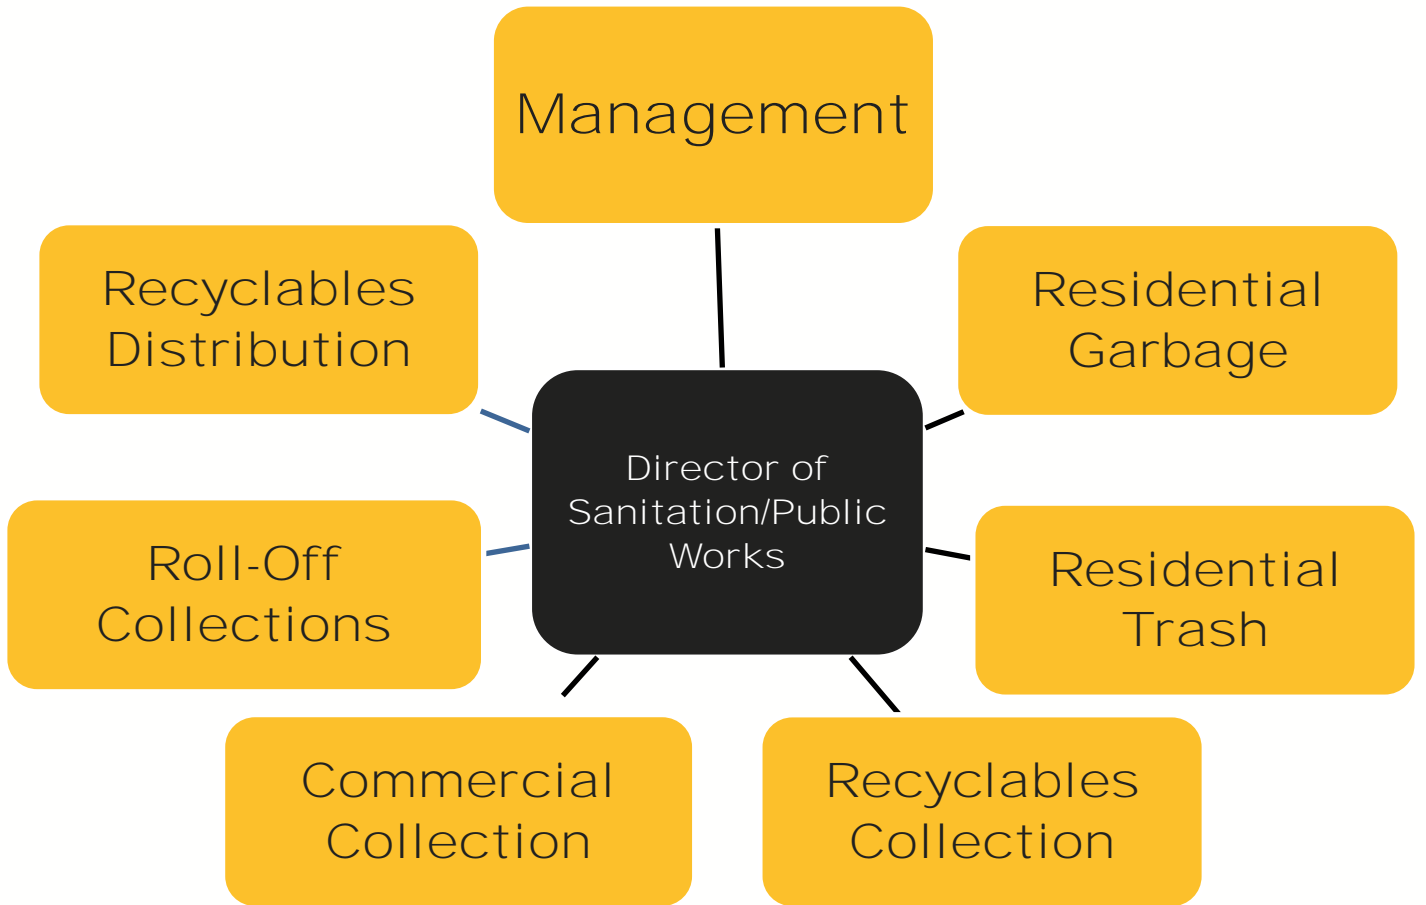 Management
Recyclables
Distribution
Residential
Garbage
Director of
Sanitation/Public
Works
Roll-Off
Collections
Residential
Trash
Commercial
Collection
Recyclables
Collection